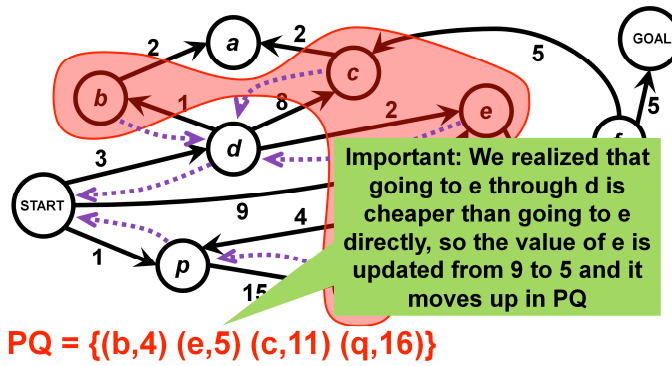 GOAL
a
2
2
5
c
b
1
8
2
e
5
f
d
3
START
9
4
1
p
15
Important: We realized that
going to e through d is
cheaper than going to e
directly, so the value of e is
updated from 9 to 5 and it
moves up in PQ
PQ = {(b,4) (e,5) (c,11) (q,16)}